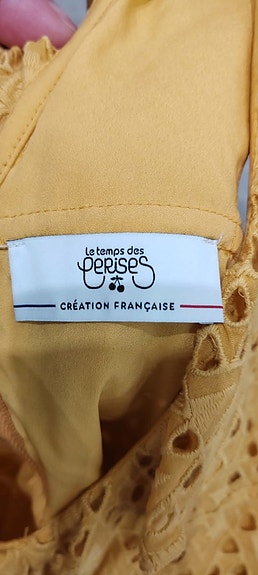 Le temps des
CERISES
CRÉATION FRANÇAISE